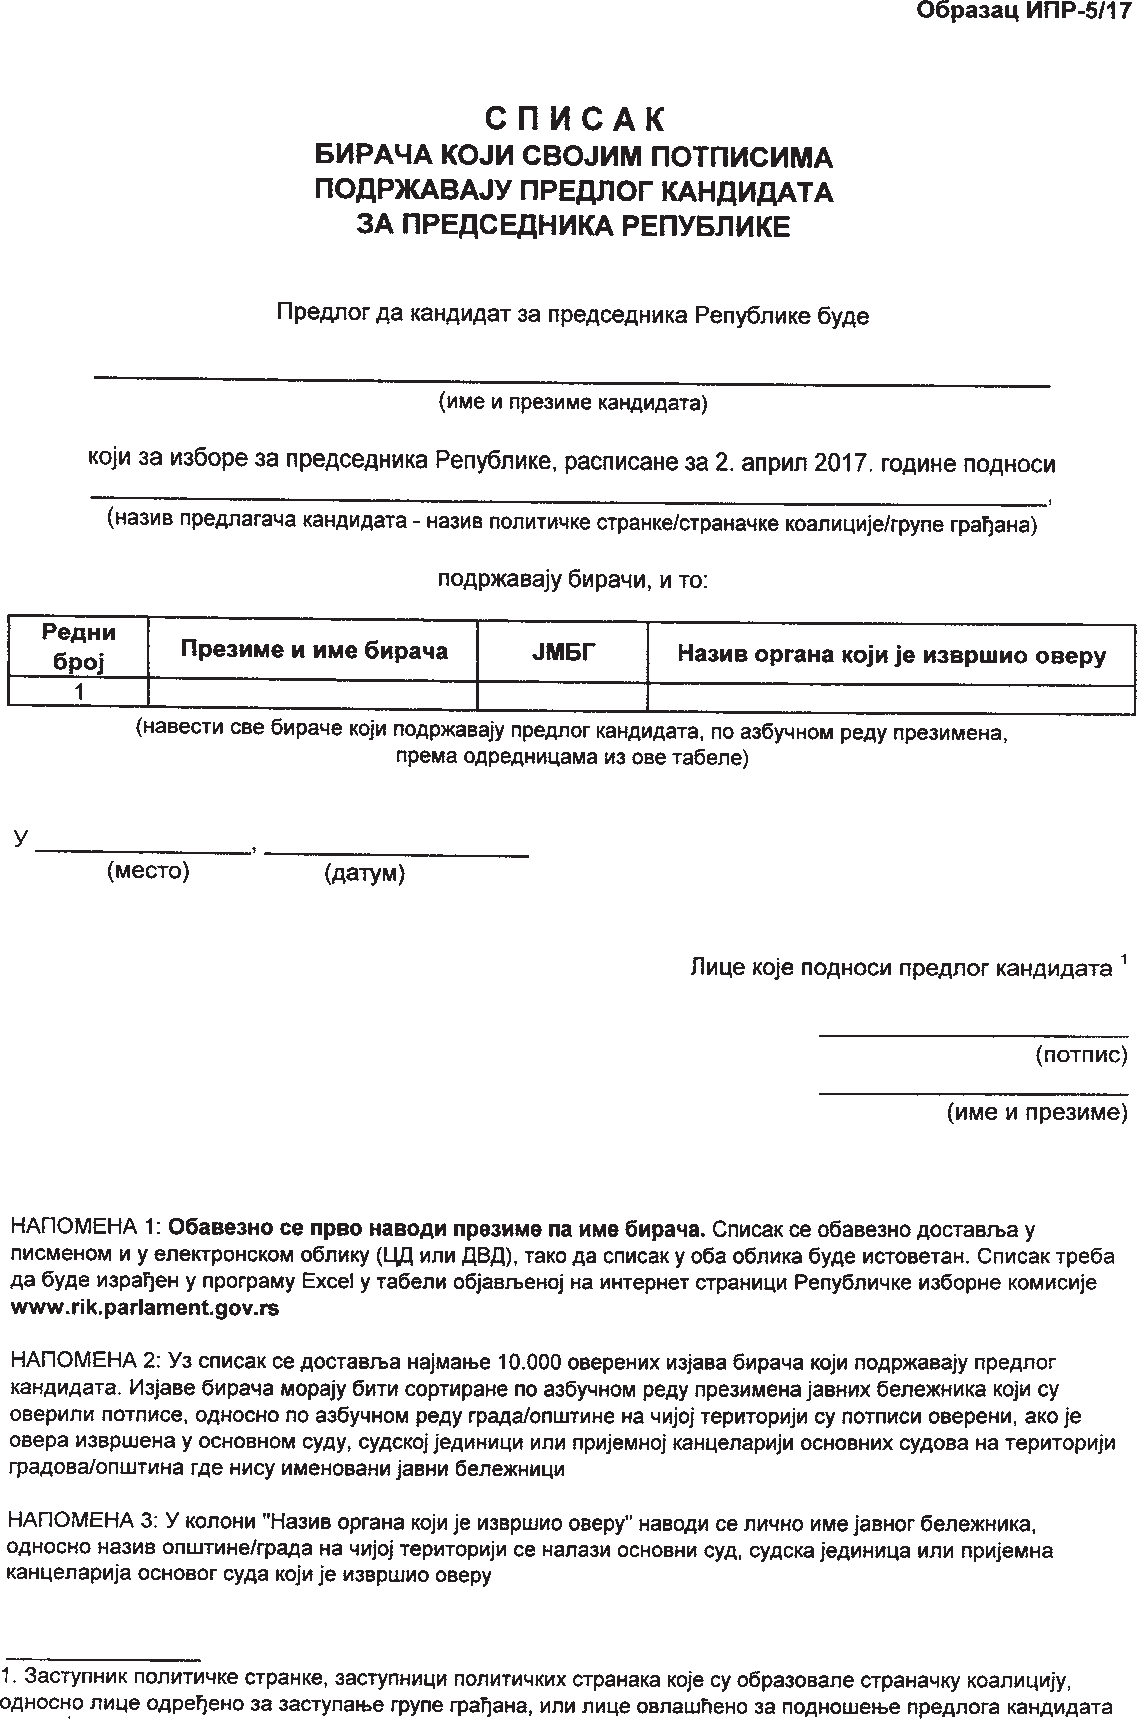 Образац ИПР-5/17
С П И С А К
БИРАЧА КОЈИ СВОЈИМ ПОТПИСИМА
ПОДРЖАВАЈУ ПРЕДЛОГ КАНДИДАТА
ЗА ПРЕДСЕДНИКА РЕПУБЛИКЕ
Предлог да кандидат за председника Републике буде
(име и презиме кандидата)
који за изборе за председника Републике, расписане за 2. април 2017. године подноси
,
(назив предлагача кандидата - назив политичке странке/страначке коалиције/групе грађана)
подржавају бирачи, и то:
Редни број | Презиме и име бирача | ЈМБГ | Назив органа који је извршио оверу
1
(навести све бираче који подржавају предлог кандидата, по азбучном реду презимена,
према одредницама из ове табеле)
У ____________, ____________
(место) (датум)
Лице које подноси предлог кандидата 1
(потпис)
(име и презиме)
НАПОМЕНА 1: Обавезно се прво наводи презиме па име бирача. Списак се обавезно доставља у
писменом и у електронском облику (ЦД или ДВД), тако да списак у оба облика буде истоветан. Списак треба
да буде израђен у програму Excel у табели објављеној на интернет страници Републичке изборне комисије
www.rik.parlament.gov.rs
НАПОМЕНА 2: Уз списак се доставља најмање 10.000 оверених изјава бирача који подржавају предлог
кандидата. Изјаве бирача морају бити сортиране по азбучном реду презимена јавних бележника који су
оверили потписе, односно по азбучном реду града/општине на чијој територији су потписи оверени, ако је
овера извршена у основном суду, судској јединици или пријемној канцеларији основних судова на територији
градова/општина где нису именовани јавни бележници
НАПОМЕНА 3: У колони "Назив органа који је извршио оверу" наводи се лично име јавног бележника,
односно назив општине/града на чијој територији се налази основни суд, судска јединица или пријемна
канцеларија основог суда који је извршио оверу
1. Заступник политичке странке, заступници политичких странака које су образовале страначку коалицију,
односно лице одређено за заступање групе грађана, или лице овлашћено за подношење предлога кандидата